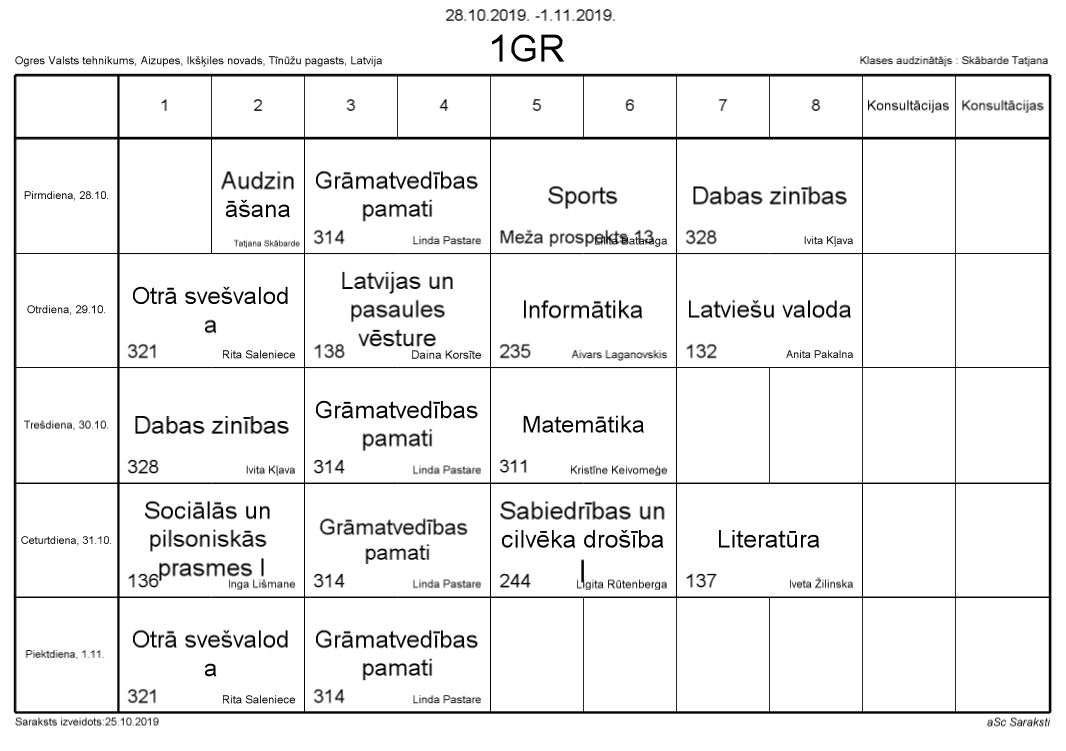 28.10.2019. -1.11.2019.
1GR
Ogres Valsts tehnikums, Aizupes, Ikšķiles novads, Tīnūžu pagasts, Latvija
Klases audzinātājs : Skābarde Tatjana
1 2 3 4 5 6 7 8 Konsultācijas Konsultācijas
Pirmdiena, 28.10.
Audzin
āšana
Tatjana Skābarde
Grāmatvedības
pamati
314 Linda Pastare
Sports
Meža prospekts 13 Bataraga
Dabas zinības
328 Ivita Kļava
Otrdiena, 29.10.
Otrā svešvalod
a
321 Rita Saleniece
Latvijas un
pasaules
vēsture
138 Daina Korsīte
Informātika
235 Aivars Laganovskis
Latviešu valoda
132 Anita Pakalna
Trešdiena, 30.10.
Dabas zinības
328 Ivita Kļava
Grāmatvedības
pamati
314 Linda Pastare
Matemātika
311 Kristīne Keivomeģe
Ceturtdiena, 31.10.
Sociālās un
pilsoniskās
prasmes I
136 Inga Lišmane
Grāmatvedības
pamati
314 Linda Pastare
Sabiedrības un
cilvēka drošība
I
244 Ligita Rūtenberga
Literatūra
137 Iveta Žilinska
Piektdiena, 1.11.
Otrā svešvalod
a
321 Rita Saleniece
Grāmatvedības
pamati
314 Linda Pastare
Saraksts izveidots:25.10.2019
aSc Saraksti